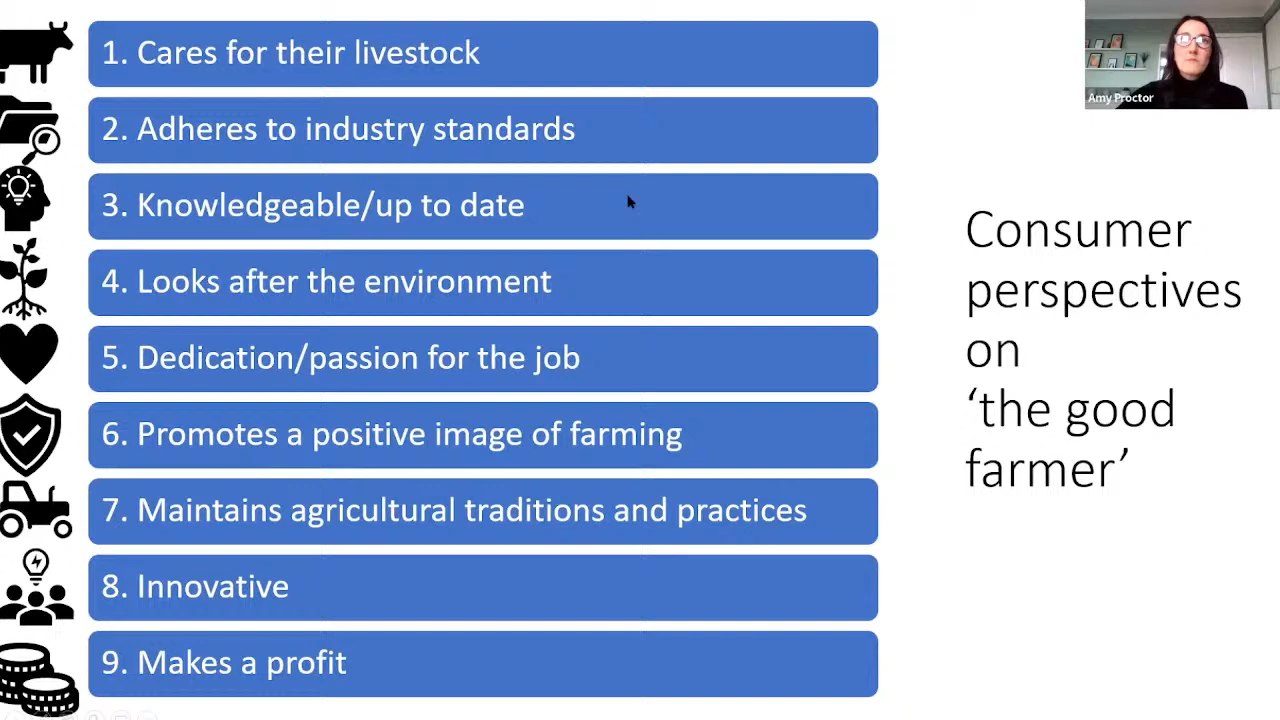 1. Cares for their livestock
2. Adheres to industry standards
3. Knowledgeable/up to date
4. Looks after the environment
5. Dedication/passion for the job
6. Promotes a positive image of farming
7. Maintains agricultural traditions and practices
8. Innovative
9. Makes a profit
Consumer
perspectives
on
‘the good
farmer’
Amy Proctor